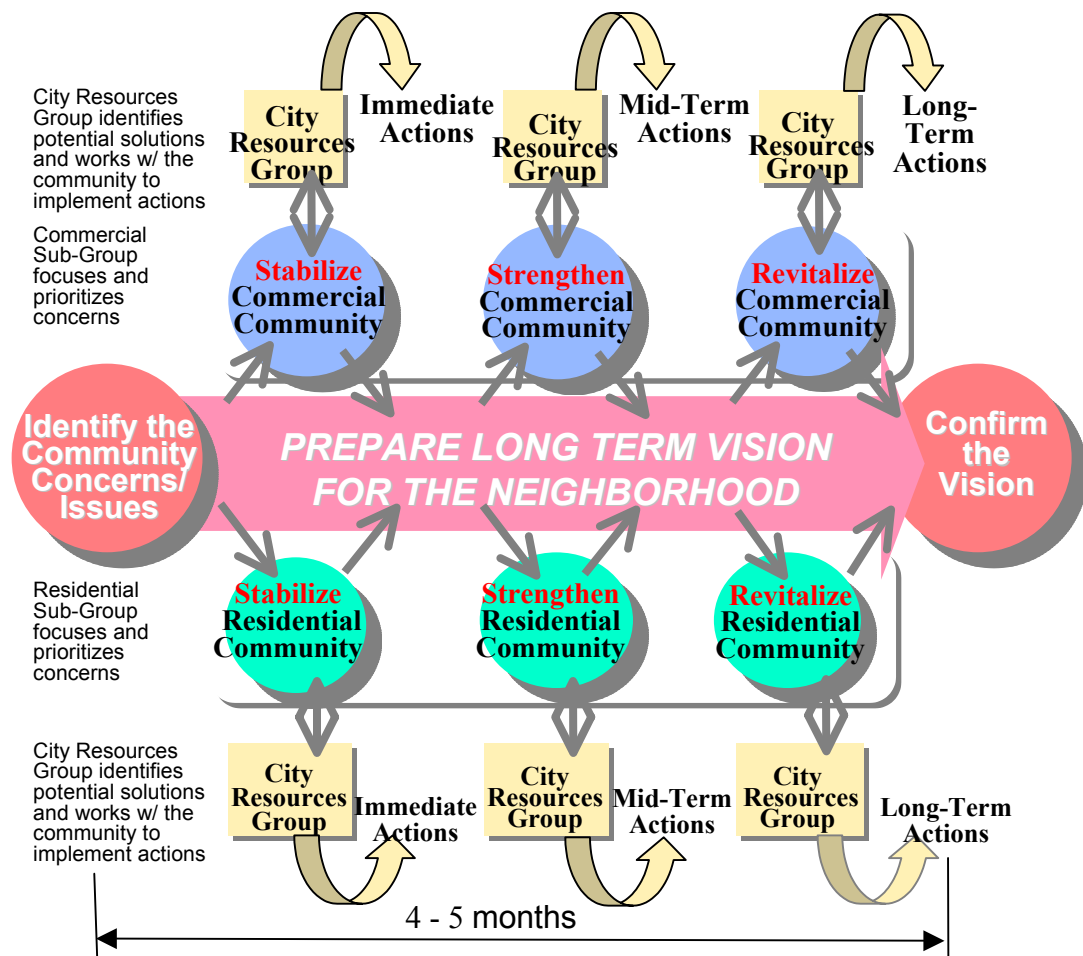 City Resources
Group identifies
potential solutions
and works w/ the
community to
implement actions
City
Resources
Group
Immediate
Actions
City
Resources
Group
Mid-Term
Actions
City
Resources
Group
Long-
Term
Actions
Commercial
Sub-Group
focuses and
prioritizes
concerns
Stabilize
Commercial
Community
Strengthen
Commercial
Community
Revitalize
Commercial
Community
Identify the
Community
Concerns/
Issues
PREPARE LONG TERM VISION
FOR THE NEIGHBORHOOD
Confirm
the
Vision
Residential
Sub-Group
focuses and
prioritizes
concerns
Stabilize
Residential
Community
Strengthen
Residential
Community
Revitalize
Residential
Community
City Resources
Group identifies
potential solutions
and works w/ the
community to
implement actions
City
Resources
Group
Immediate
Actions
City
Resources
Group
Mid-Term
Actions
City
Resources
Group
Long-Term
Actions
4 - 5 months